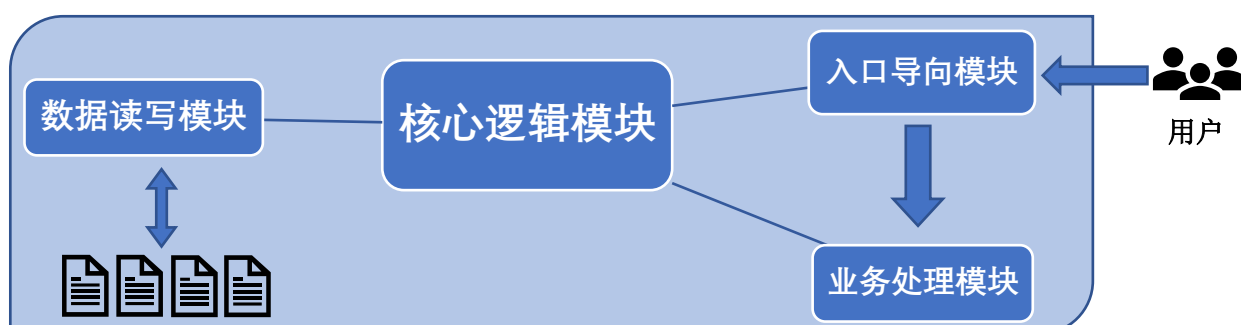 数据读写模块
核心逻辑模块
入口导向模块
用户
业务处理模块